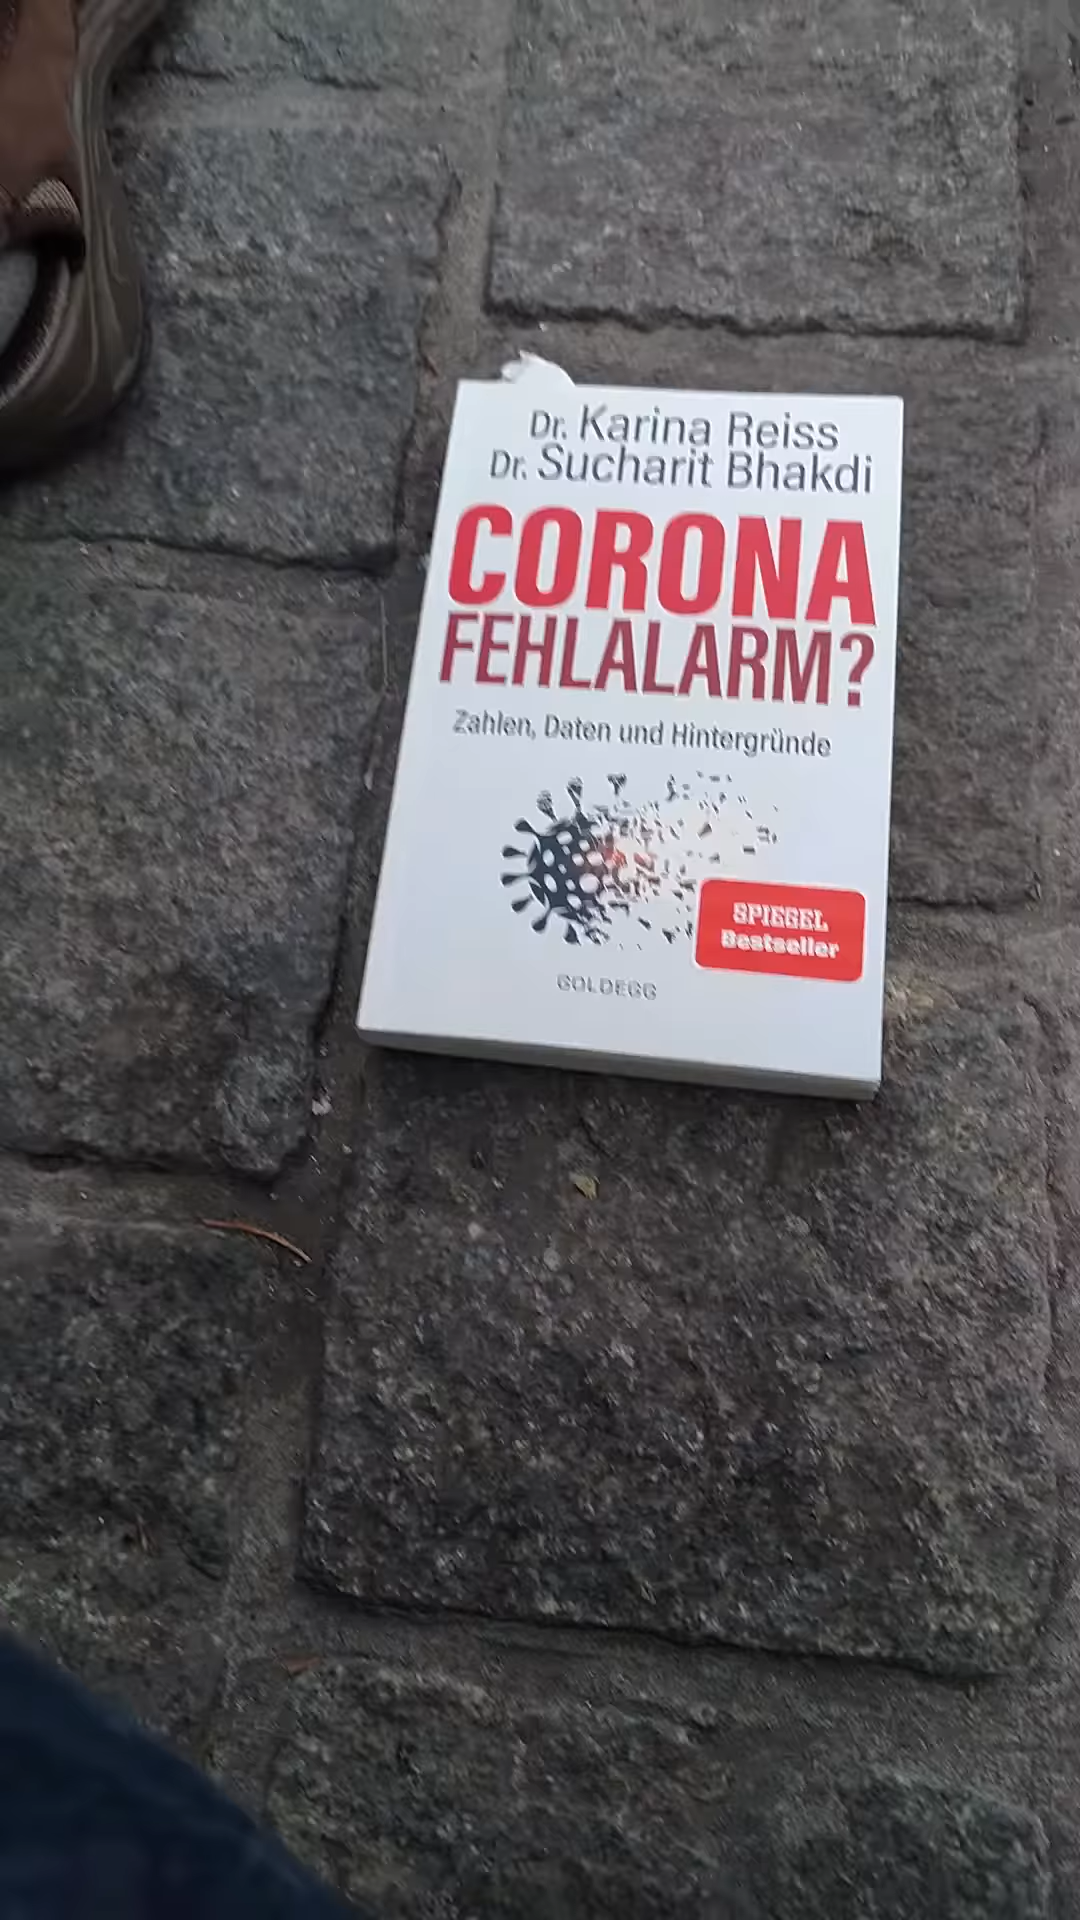 Dr. Karina Reiss
Dr. Sucharit Bhakdi
CORONA
FEHLALARM?
Zahlen, Daten und Hintergründe
SPIEGEL
Bestseller
GOLDEGG